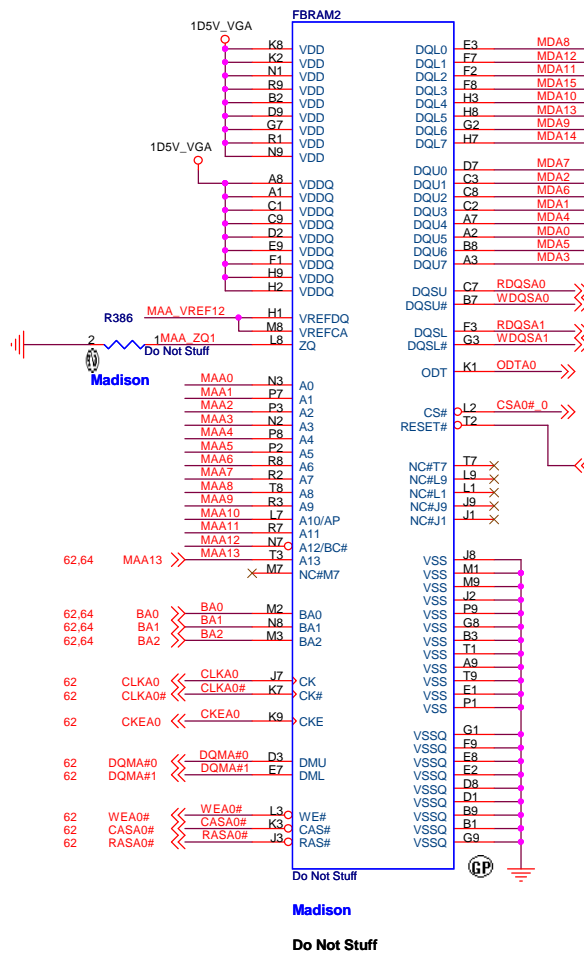 FBRAM2
1D5V_VGA
K8 VDD DQL0 E3 MDA8
K2 VDD DQL1 F7 MDA12
N1 VDD DQL2 F2 MDA11
R9 VDD DQL3 F8 MDA15
B2 VDD DQL4 H3 MDA10
D9 VDD DQL5 H8 MDA13
G7 VDD DQL6 G2 MDA9
R1 VDD DQL7 H7 MDA14
1D5V_VGA N9 VDD
A8 VDDQ DQU0 D7 MDA7
A1 VDDQ DQU1 C3 MDA2
C1 VDDQ DQU2 C8 MDA6
C9 VDDQ DQU3 C2 MDA1
D2 VDDQ DQU4 A7 MDA4
E9 VDDQ DQU5 A2 MDA0
F1 VDDQ DQU6 B8 MDA5
H9 VDDQ DQU7 A3 MDA3
H2 VDDQ DQSU C7 RDQSA0
DQSU# B7 WDQSA0
MAA_VREF12 H1 VREFDQ
R386 M8 VREFCA DQSL F3 RDQSA1
2 1 MAA_ZQ1 L8 ZQ DQSL# G3 WDQSA1
Do Not Stuff
Madison
ODT K1 ODTA0
MAA0 N3 A0
MAA1 P7 A1
MAA2 P3 A2 CS# L2 CSA0#_0
MAA3 N2 A3 RESET# T2
MAA4 P8 A4
MAA5 P2 A5
MAA6 R8 A6 NC#T7 T7
MAA7 R2 A7 NC#L9 L9
MAA8 T8 A8 NC#L1 L1
MAA9 R3 A9 NC#J9 J9
MAA10 L7 A10/AP NC#J1 J1
MAA11 R7 A11
MAA12 N7 A12/BC#
62,64 MAA13 MAA13 T3 A13 VSS J8
M7 NC#M7 VSS M1
VSS M9
VSS J2
62,64 BA0 BA0 M2 BA0 VSS P9
62,64 BA1 BA1 N8 BA1 VSS G8
62,64 BA2 BA2 M3 BA2 VSS B3
VSS T1
VSS A9
62 CLKA0 CLKA0 J7 CK VSS T9
62 CLKA0# CLKA0# K7 CK# VSS E1
VSS P1
62 CKEA0 CKEA0 K9 CKE
VSSQ G1
VSSQ F9
62 DQMA#0 DQMA#0 D3 DMU VSSQ E8
62 DQMA#1 DQMA#1 E7 DML VSSQ E2
VSSQ D8
VSSQ D1
62 WEA0# WEA0# L3 WE# VSSQ B9
62 CASA0# CASA0# K3 CAS# VSSQ B1
62 RASA0# RASA0# J3 RAS# VSSQ G9
Do Not Stuff
GP
Madison
Do Not Stuff